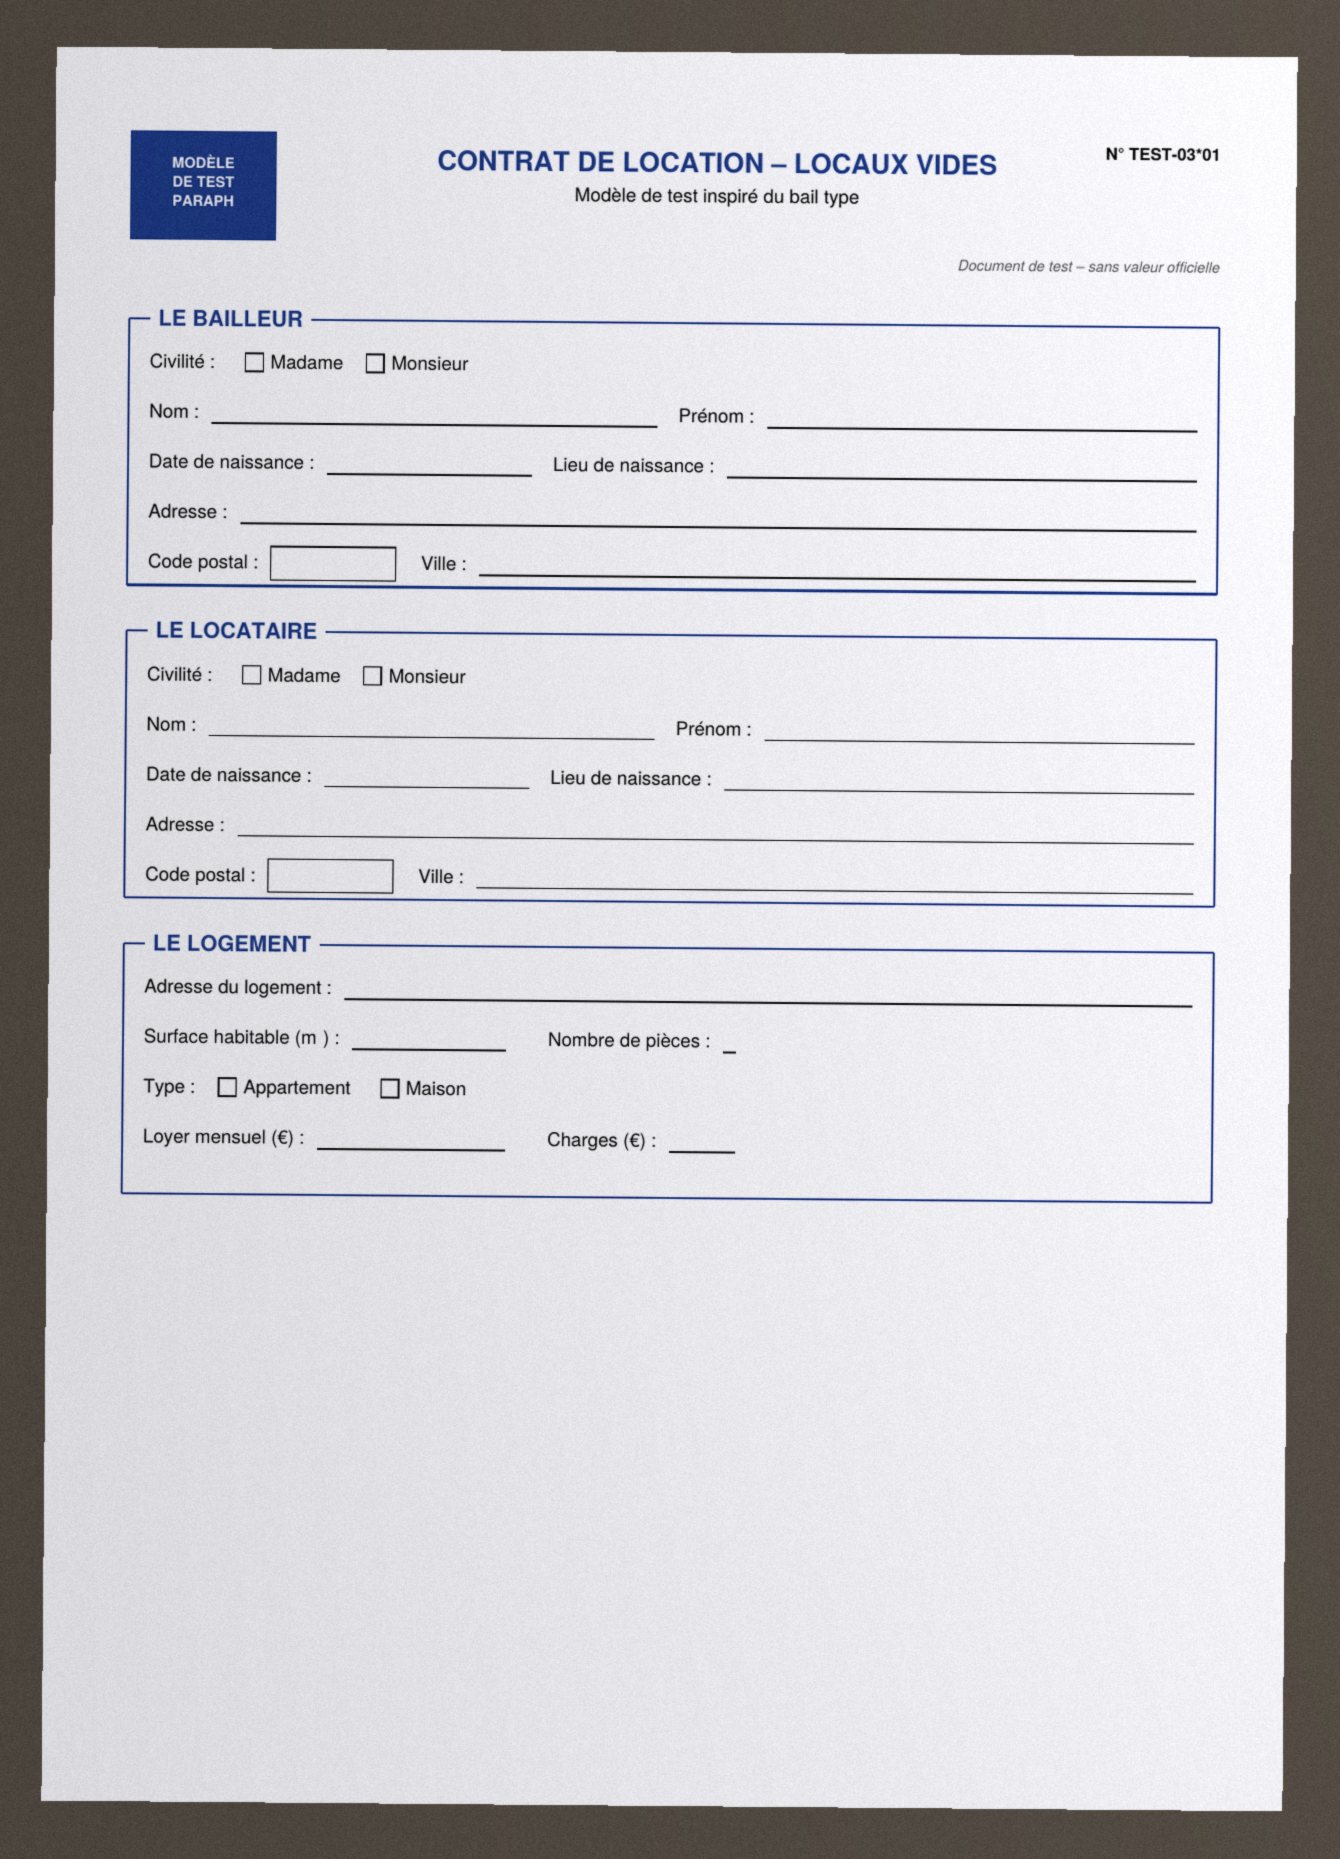 MODÈLE
DE TEST
PARAPH
CONTRAT DE LOCATION – LOCAUX VIDES
Modèle de test inspiré du bail type
N° TEST-03*01
Document de test – sans valeur officielle
LE BAILLEUR
Civilité : Madame Monsieur
Nom : Prénom :
Date de naissance : Lieu de naissance :
Adresse :
Code postal : Ville :
LE LOCATAIRE
Civilité : Madame Monsieur
Nom : Prénom :
Date de naissance : Lieu de naissance :
Adresse :
Code postal : Ville :
LE LOGEMENT
Adresse du logement :
Surface habitable (m ) : Nombre de pièces :
Type : Appartement Maison
Loyer mensuel (€) : Charges (€) :